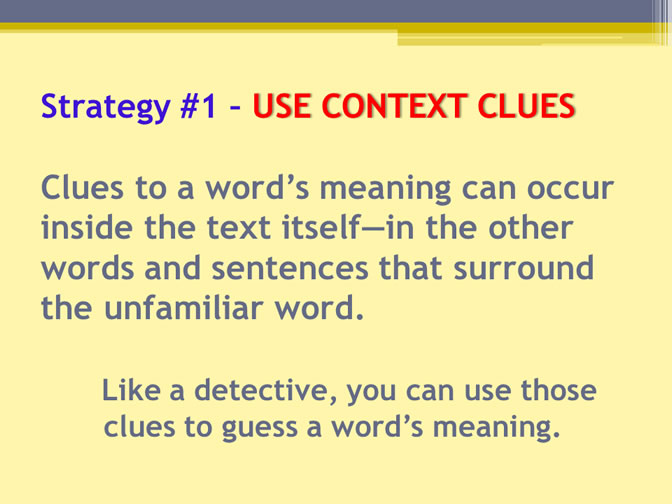 Strategy #1 – USE CONTEXT CLUES
Clues to a word’s meaning can occur
inside the text itself—in the other
words and sentences that surround
the unfamiliar word.
Like a detective, you can use those
clues to guess a word’s meaning.